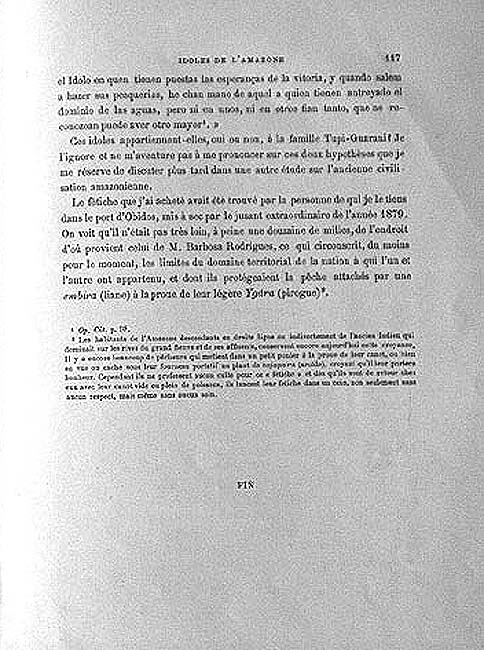 IDOLES DE L'AMAZONE 117
el Idolo en quen tienen puestas las esperanças de la vitoria, y quando salem
a hazer sus pesquerias, he chan mano de aquel a quien tienen entreyado el
dominio de las aguas, pero ni en unos, ni en otros fian tanto, que no re-
conozcan puede aver otro mayor¹. »
Ces idoles appartiennent-elles, oui ou non, à la famille Tupi-Guarani? Je
l'ignore et ne m'aventure pas à me prononcer sur ces deux hypothèses que je
me réserve de discuter plus tard dans une autre étude sur l'ancienne civili
sation amazonienne.
Le fétiche que j'ai acheté avait été trouvé par la personne de qui je le tiens
dans le port d'Obidos, mis à sec par le jusant extraordinaire de l'année 1879.
On voit qu'il n'était pas très loin, à peine une douzaine de milles, de l'endroit
d'où provient celui de M. Barbosa Rodrigues, ce qui circonscrit, du moins
pour le moment, les limites du domaine territorial de la nation à qui l'un et
l'autre ont appartenu, et dont ils protégeaient la pêche attachés par une
embira (liane) à la proue de leur légère Ygára (pirogue)².
¹ Op. Cit. p.
² Les habitants de l'Amazone descendants en droite ligne ou indirectement de l'ancien Indien qui
dominait sur les rives du grand fleuve et de ses affluents, conservent encore aujourd'hui cette croyance.
Il y a encore beaucoup de pêcheurs qui mettent dans un petit panier à la proue de leur canot, ou bien
en vue ou caché sous leur fourneau portatif un plant de (aroïde), croyant qu'il leur portera
bonheur. Cependant ils ne professent aucun culte pour ce « fétiche » et dès qu'ils sont de retour chez
eux avec leur canot vide ou plein de poissons, ils lancent leur fétiche dans un coin, non seulement sans
aucun respect, mais même sans aucun soin.
FIN